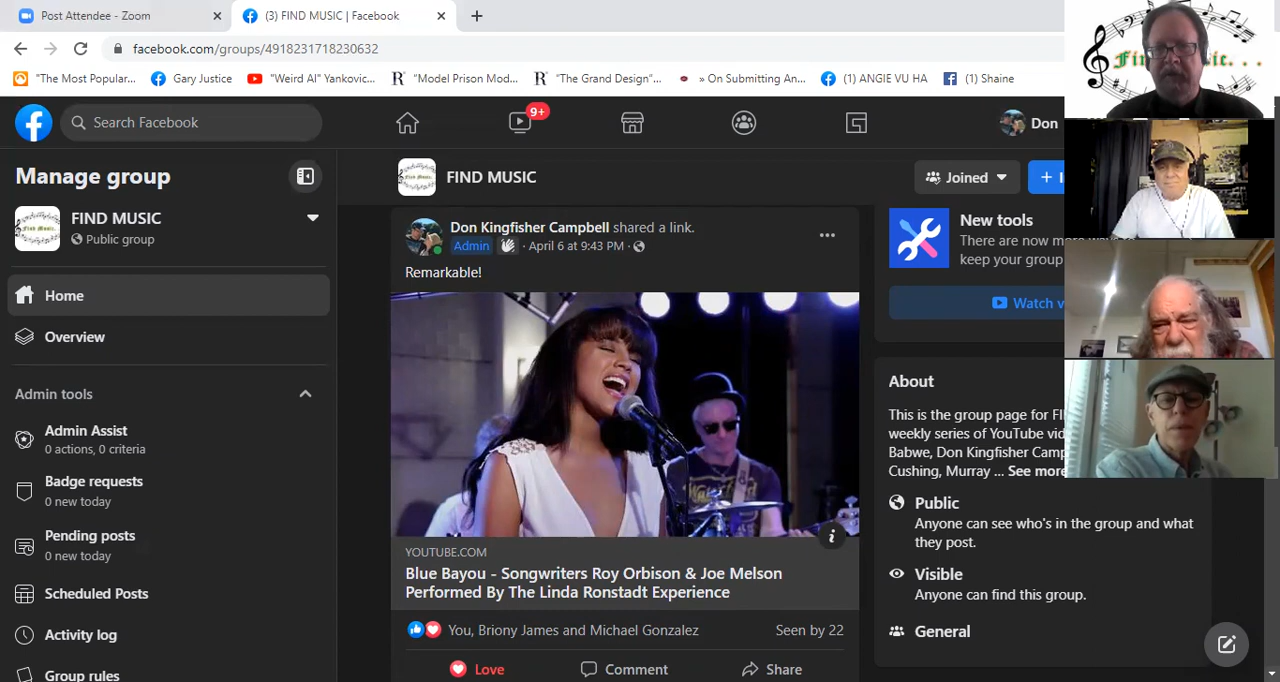 Post Attendee - Zoom
(3) FIND MUSIC | Facebook
facebook.com/groups/4918231718230632
"The Most Popular...
Gary Justice
"Weird Al" Yankovic...
"Model Prison Mod...
"The Grand Design"...
» On Submitting An...
(1) ANGIE VU HA
(1) Shaine
Search Facebook
9+
Don
Manage group
FIND MUSIC
Public group
Home
Overview
Admin tools
Admin Assist
0 actions, 0 criteria
Badge requests
0 new today
Pending posts
0 new today
Scheduled Posts
Activity log
Group rules
FIND MUSIC
Joined
Don Kingfisher Campbell shared a link.
Admin · April 6 at 9:43 PM ·
Remarkable!
YOUTUBE.COM
Blue Bayou - Songwriters Roy Orbison & Joe Melson
Performed By The Linda Ronstadt Experience
You, Briony James and Michael Gonzalez
Seen by 22
Love
Comment
Share
New tools
There are now more
keep your group
Watch v
About
This is the group page for FI
weekly series of YouTube vid
Babwe, Don Kingfisher Camp
Cushing, Murray ... See more
Public
Anyone can see who's in the group and what
they post.
Visible
Anyone can find this group.
General